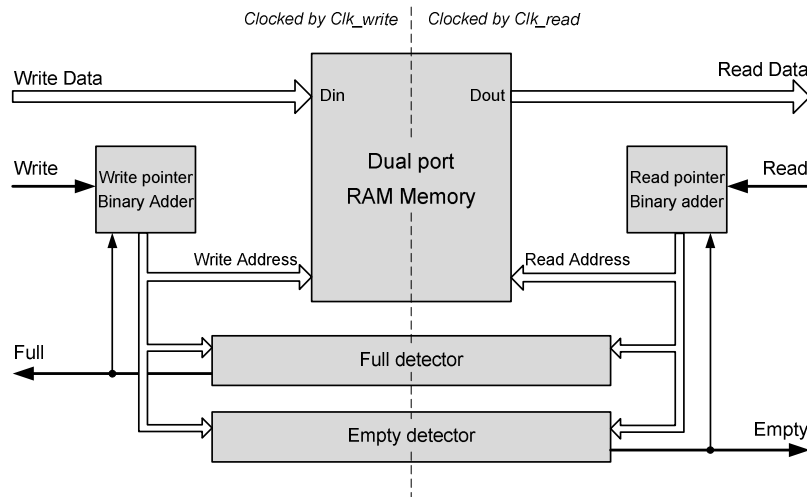 Clocked by Clk_write
Clocked by Clk_read
Write Data
Read Data
Din
Dout
Dual port
RAM Memory
Write
Write pointer
Binary Adder
Read pointer
Binary adder
Read
Write Address
Read Address
Full
Full detector
Empty detector
Empty